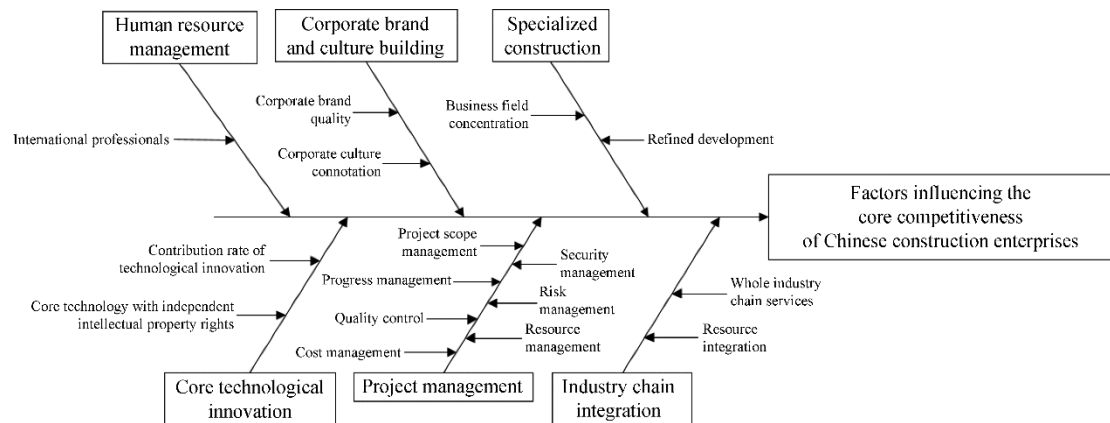 Human resource
management
Corporate brand
and culture building
Specialized
construction
International professionals
Corporate brand
quality
Corporate culture
connotation
Business field
concentration
Refined development
Factors influencing the
core competitiveness
of Chinese construction enterprises
Contribution rate of
technological innovation
Core technology with independent
intellectual property rights
Project scope
management
Security
management
Progress management
Risk
management
Quality control
Resource
management
Cost management
Whole industry
chain services
Resource
integration
Core technological
innovation
Project management
Industry chain
integration